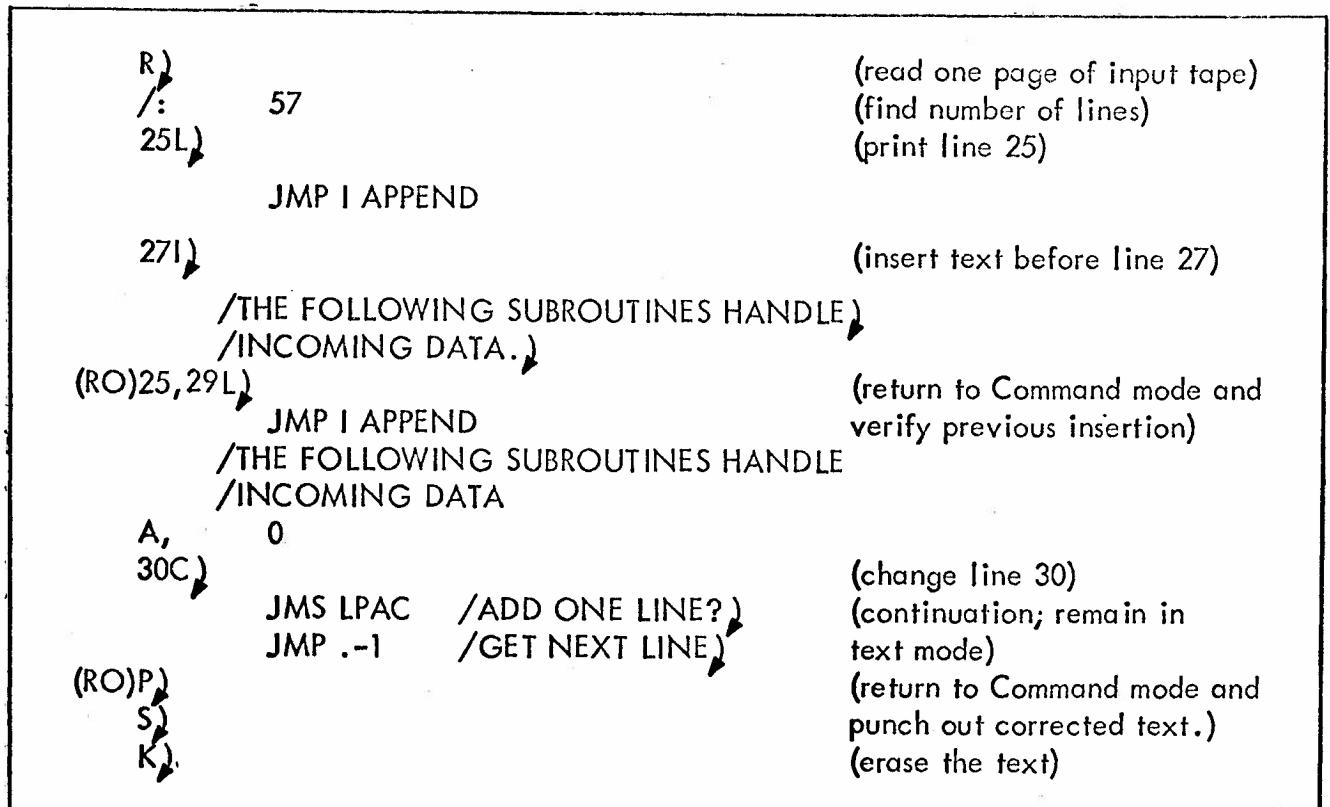 R) (read one page of input tape)
/: 57 (find number of lines)
25L) (print line 25)
JMP I APPEND
27I) (insert text before line 27)
/THE FOLLOWING SUBROUTINES HANDLE)
/INCOMING DATA.)
(RO)25,29L) (return to Command mode and
JMP I APPEND verify previous insertion)
/THE FOLLOWING SUBROUTINES HANDLE
/INCOMING DATA
A, 0
30C) (change line 30)
JMS LPAC /ADD ONE LINE?) (continuation; remain in
JMP .-1 /GET NEXT LINE) text mode)
(RO)P) (return to Command mode and
S) punch out corrected text.)
K). (erase the text)